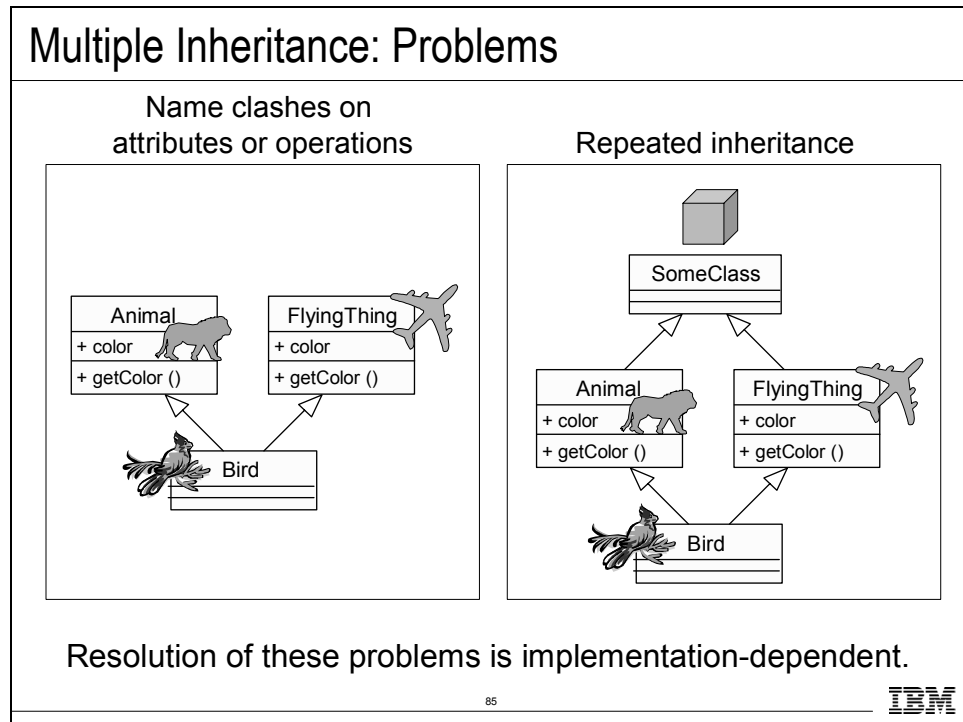 Multiple Inheritance: Problems
Name clashes on
attributes or operations
Animal
+ color
+ getColor ()
FlyingThing
+ color
+ getColor ()
Bird
Repeated inheritance
SomeClass
Animal
+ color
+ getColor ()
FlyingThing
+ color
+ getColor ()
Bird
Resolution of these problems is implementation-dependent.
85
IBM